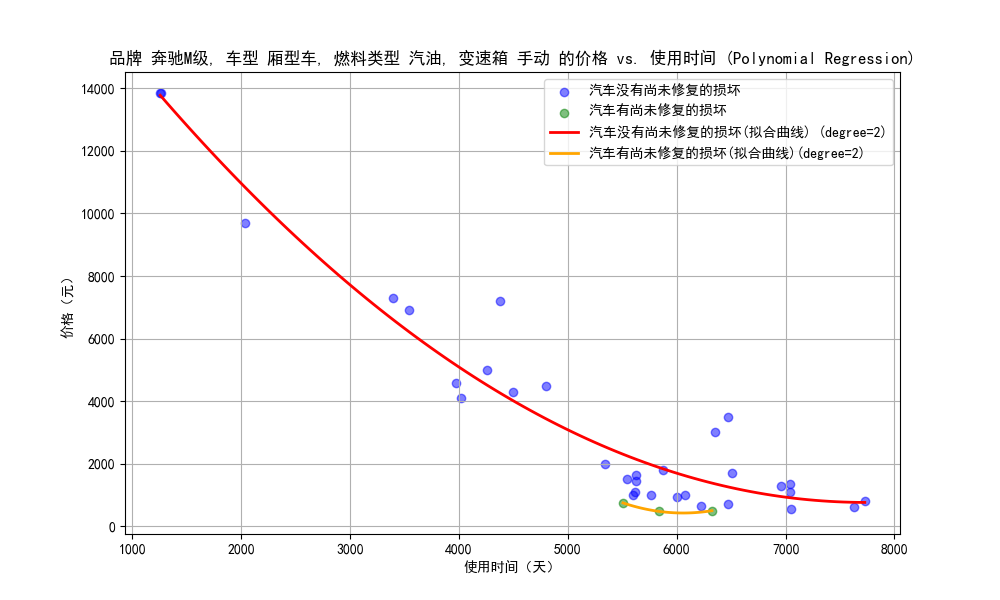 品牌 奔驰M级, 车型 厢型车, 燃料类型 汽油, 变速箱 手动 的价格 vs. 使用时间 (Polynomial Regression)
汽车没有尚未修复的损坏
汽车有尚未修复的损坏
汽车没有尚未修复的损坏(拟合曲线) (degree=2)
汽车有尚未修复的损坏(拟合曲线)(degree=2)
价格 (元)
14000
12000
10000
8000
6000
4000
2000
0
1000 2000 3000 4000 5000 6000 7000 8000
使用时间 (天)